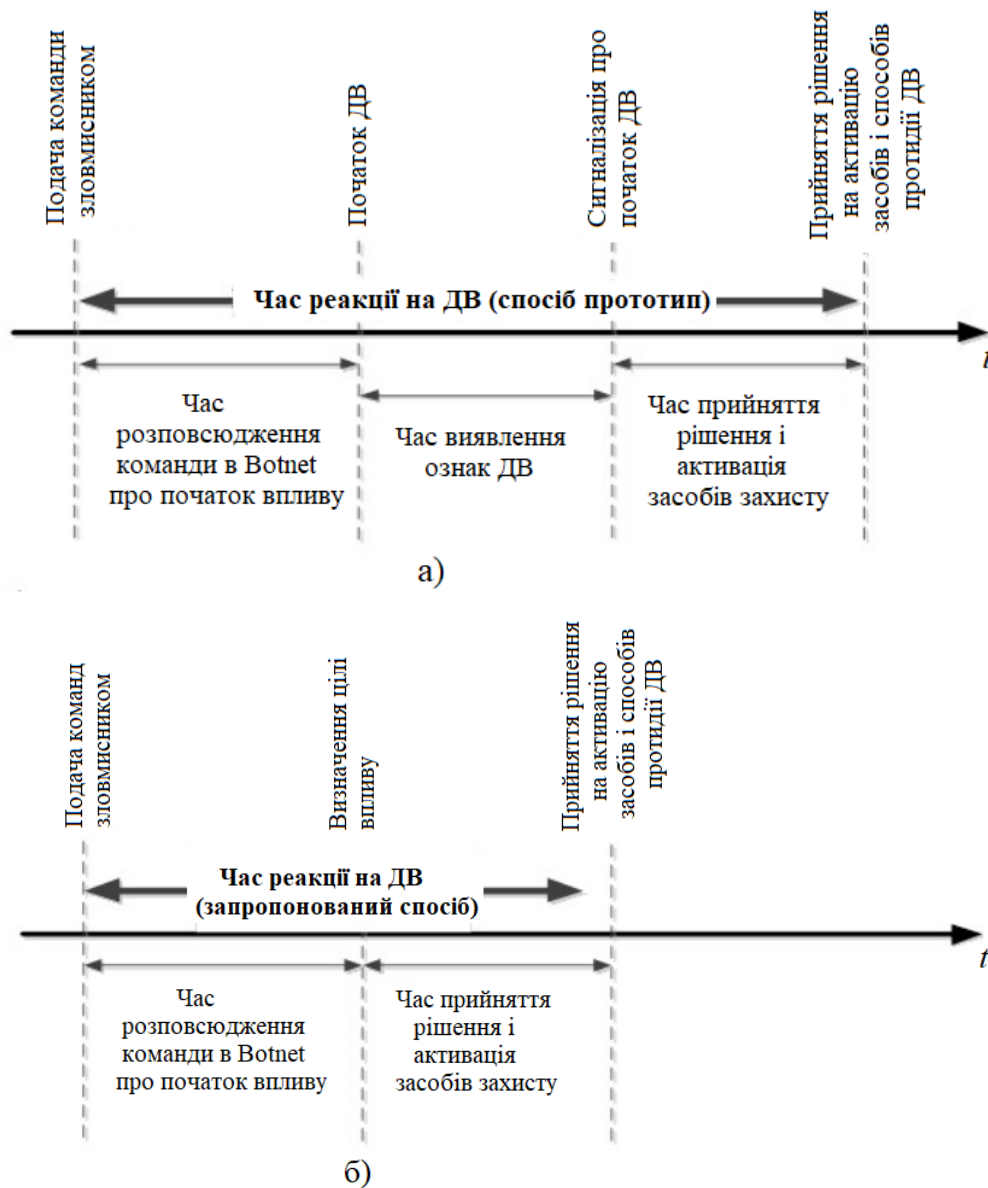 Подача команди
зловмисником
Початок ДВ
Сигналізація про
початок ДВ
Прийняття рішення
на активацію
засобів і способів
протидії ДВ
Час реакції на ДВ (спосіб прототип)
t
Час
розповсюдження
команди в Botnet
про початок впливу
Час виявлення
ознак ДВ
Час прийняття
рішення і
активація
засобів захисту
а)
Подача команд
зловмисником
Визначення цілі
впливу
Прийняття рішення
на активацію
засобів і способів
протидії ДВ
Час реакції на ДВ
(запропонований спосіб)
t
Час
розповсюдження
команди в Botnet
про початок впливу
Час прийняття
рішення і
активація
засобів захисту
б)